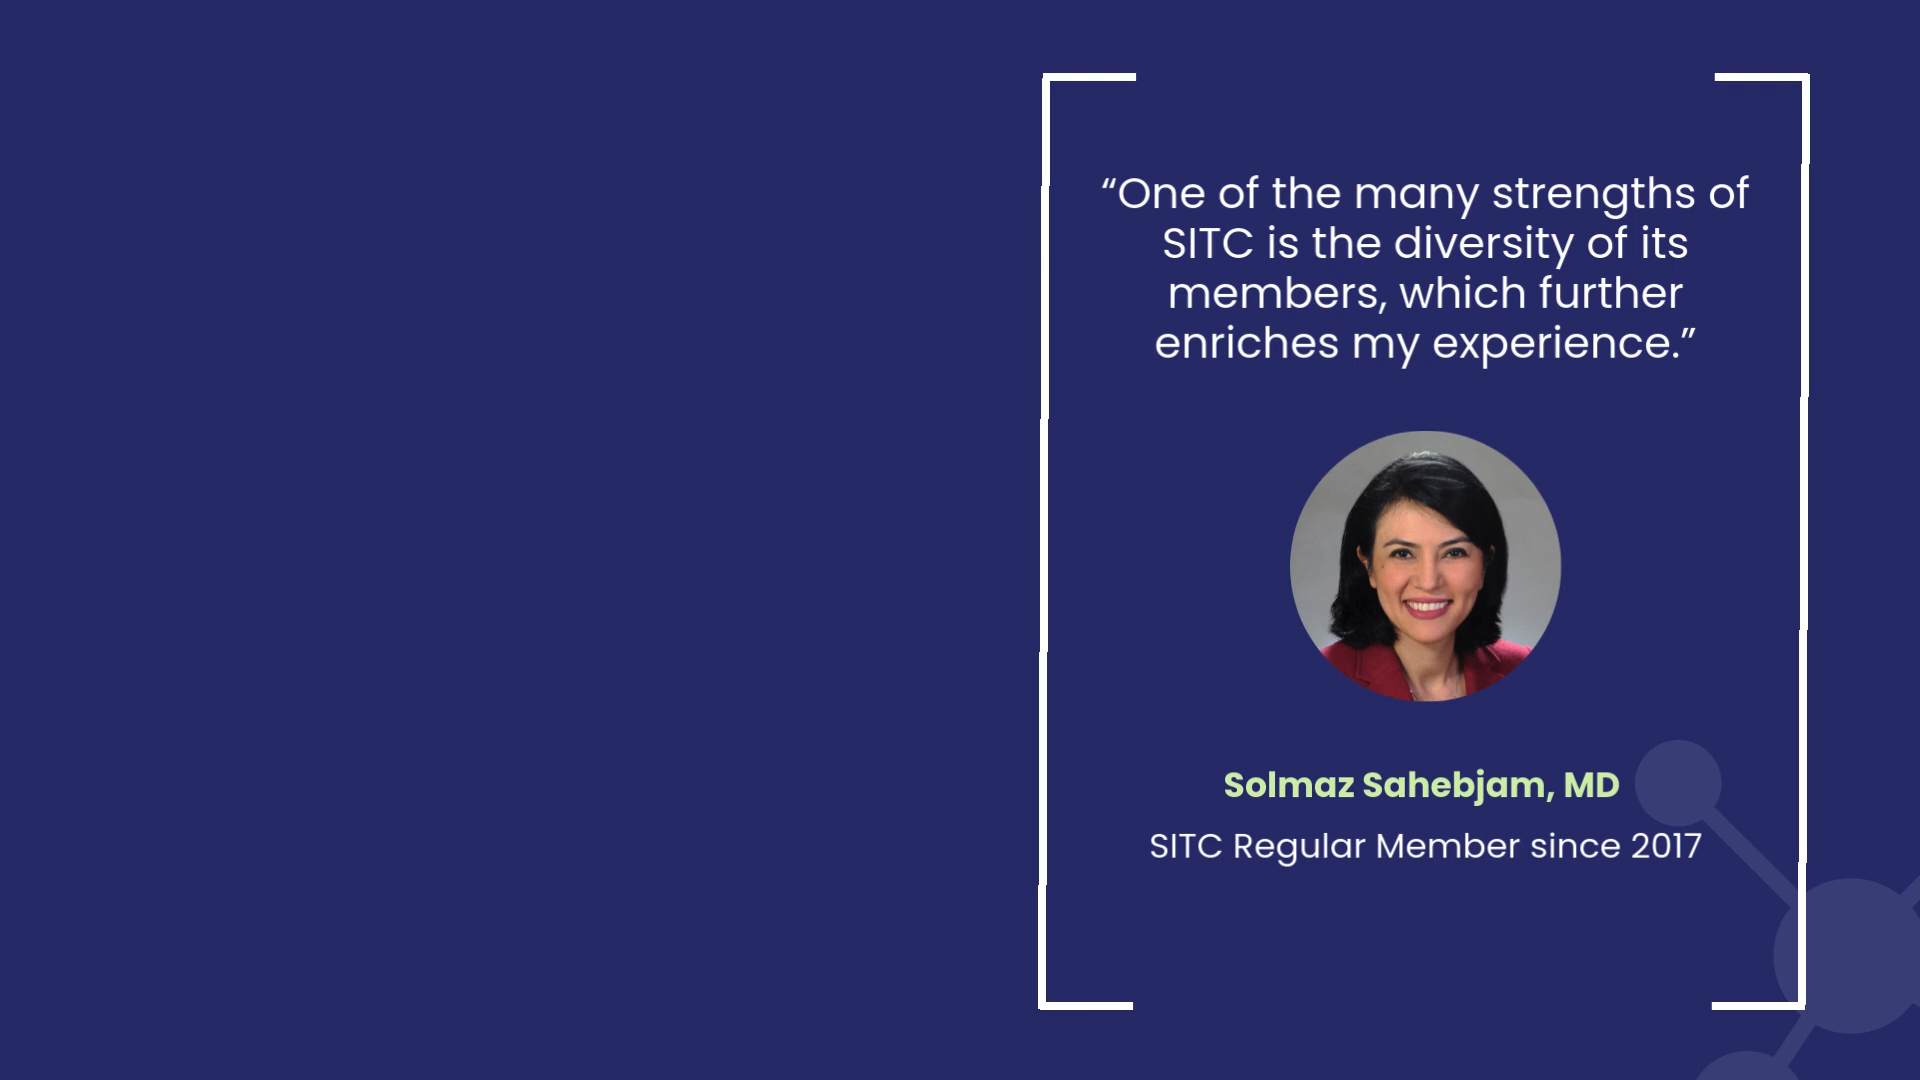 “One of the many strengths of
SITC is the diversity of its
members, which further
enriches my experience.”
Solmaz Sahebjam, MD
SITC Regular Member since 2017